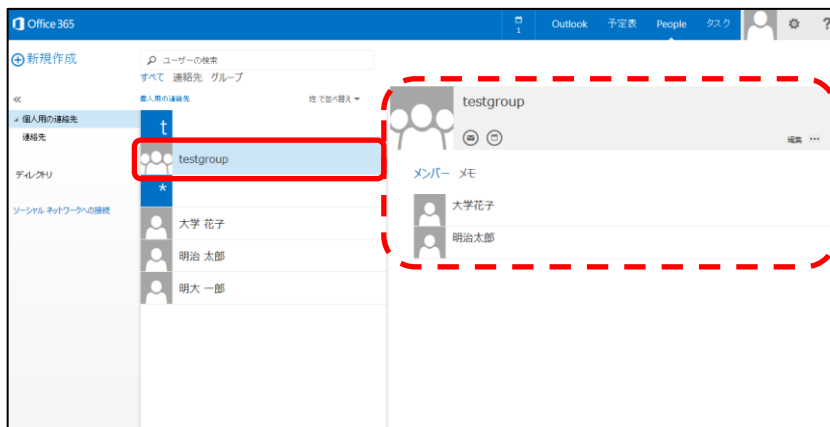 Office 365
1
Outlook 予定表 People タスク
?
新規作成
ユーザーの検索
すべて 連絡先 グループ
«
個人用の連絡先 姓 で並べ替え
個人用の連絡先
連絡先
ディレクトリ
ソーシャル ネットワークへの接続
t
testgroup
*
大学 花子
明治 太郎
明大 一郎
testgroup
編集 ...
メンバー メモ
大学花子
明治太郎